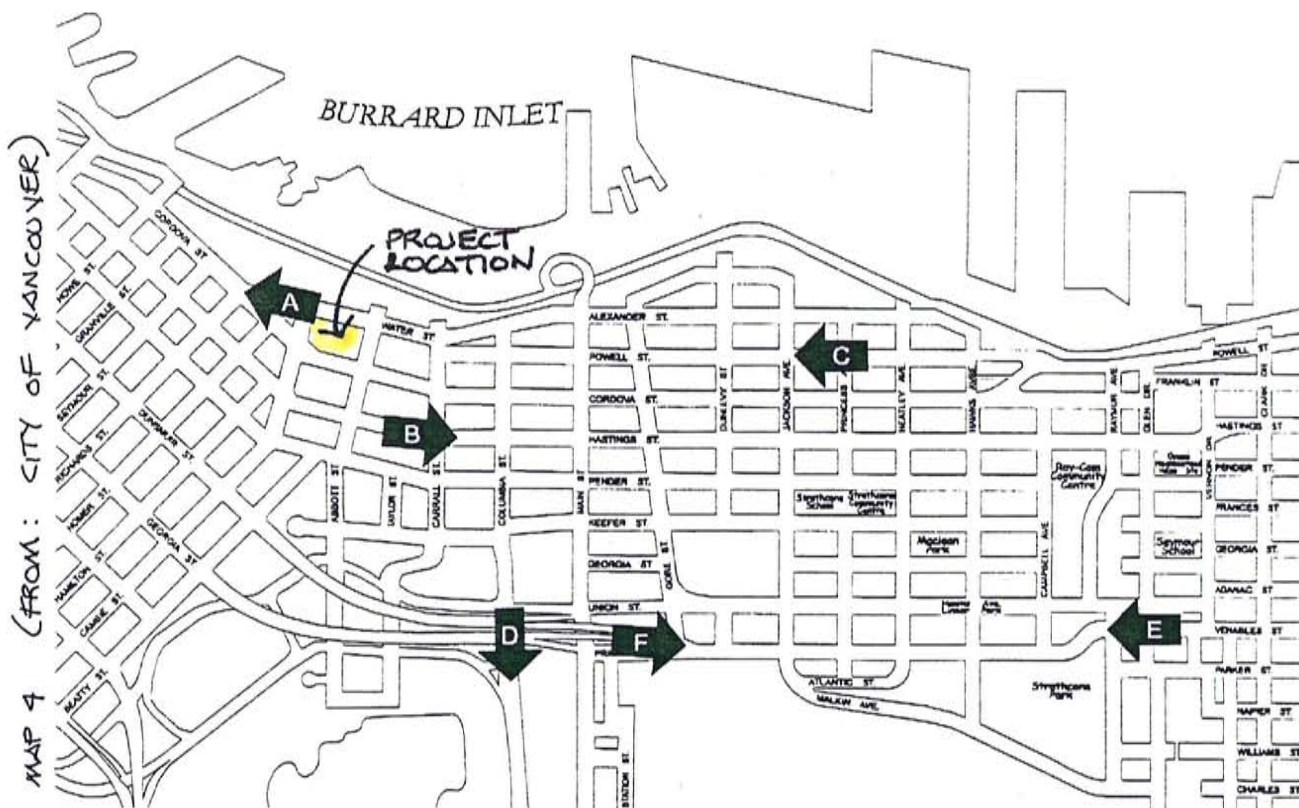 MAP 4 (FROM: CITY OF VANCOUVER)
BURRARD INLET
PROJECT
LOCATION
A
B
C
D
E
F
CORDOVA ST.
HOWE ST.
GRANVILLE ST.
SEYMOUR ST.
RICHARDS ST.
HOMER ST.
HAMILTON ST.
CAMBIE ST.
BEATTY ST.
DUNSMUIR ST.
GEORGIA ST.
WATER ST.
ABBOTT ST.
TAYLOR ST.
CARRALL ST.
COLUMBIA ST.
MAIN ST.
STATION ST.
ALEXANDER ST.
POWELL ST.
CORDOVA ST.
HASTINGS ST.
PENDER ST.
KEEFER ST.
GEORGIA ST.
UNION ST.
GORE ST.
DUNLEVY ST.
JACKSON AVE
PRINCESS A
HEATLEY AVE
HAWKS AVE
CAMPBELL AVE
RAYMUR AVE
GLEN DR.
VERNON DR.
CLARK DR
Strathcona
School
Strathcona
Community
Centre
Maclean
Park
Ray-Cam
Community
Centre
Seymour
School
ATLANTIC ST.
MALKIN AVE.
Strathcona
Park
POWELL ST
FRANKLIN ST
HASTINGS ST
PENDER ST.
FRANCES ST
GEORGIA ST.
ADANAC ST.
VENABLES ST
PARKER ST.
NAPIER ST.
WILLIAMS ST
CHARLES ST